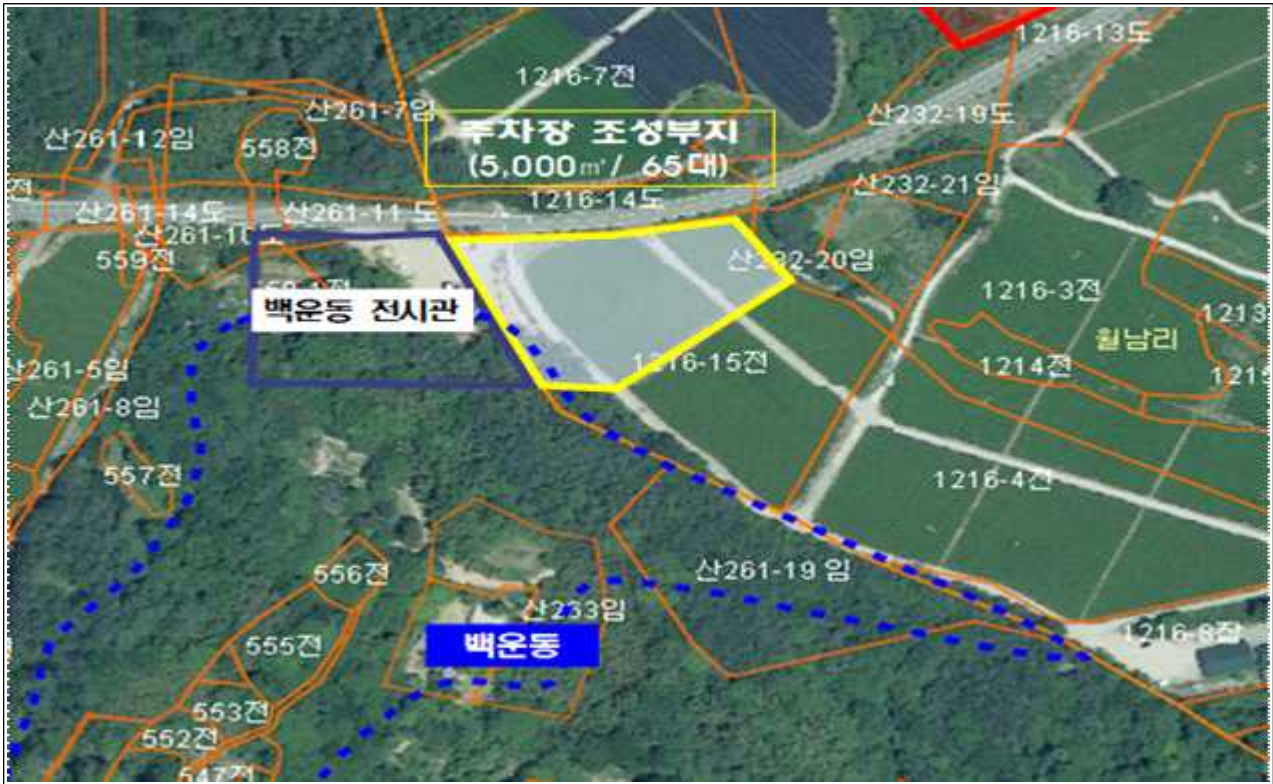 1216-13도
1216-7전
산261-7임
산261-12임
558전
산232-19도
주차장 조성부지
(5,000㎡/ 65대)
산232-21임
산261-14도
산261-11 도
1216-14도
559전
산232-20임
1216-3전
백운동 전시관
월남리
1216-15전
1214전
산261-5임
산261-8임
557전
1216-4전
556전
산261-19 임
산233임
백운동
1216-8잡
555전
553전
552전
547전